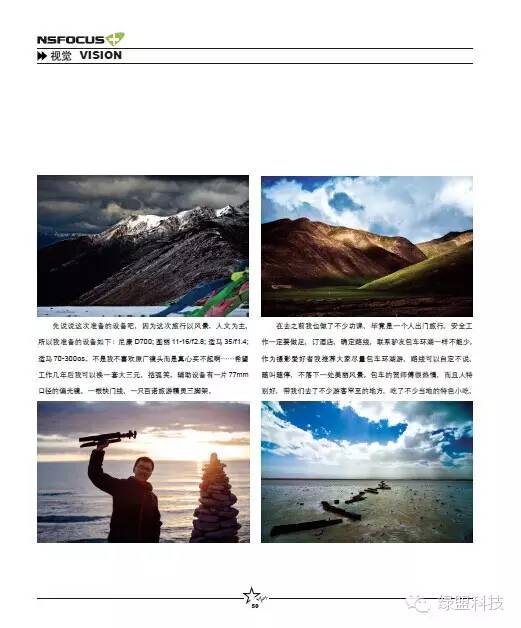 NSFOCUS
视觉 VISION
先说说这次准备的设备吧，因为这次旅行以风景、人文为主，
所以我准备的设备如下：尼康 D700; 图丽 11-16/f2.8; 适马 35/f1.4;
适马 70-300os。不是我不喜欢原厂镜头而是真心买不起啊……希望
工作几年后我可以换一套大三元。括弧笑。辅助设备有一片 77mm
口径的偏光镜，一根快门线，一只百诺旅游精灵三脚架。
在去之前我也做了不少功课，毕竟是一个人出门旅行，安全工
作一定要做足，订酒店，确定路线，联系驴友包车环湖一样不能少。
作为摄影爱好者我推荐大家尽量包车环湖游，路线可以自定不说，
随叫随停，不落下一处美丽风景。包车的贺师傅很热情，而且人特
别好，带我们去了不少游客罕至的地方，吃了不少当地的特色小吃。
50
绿盟科技